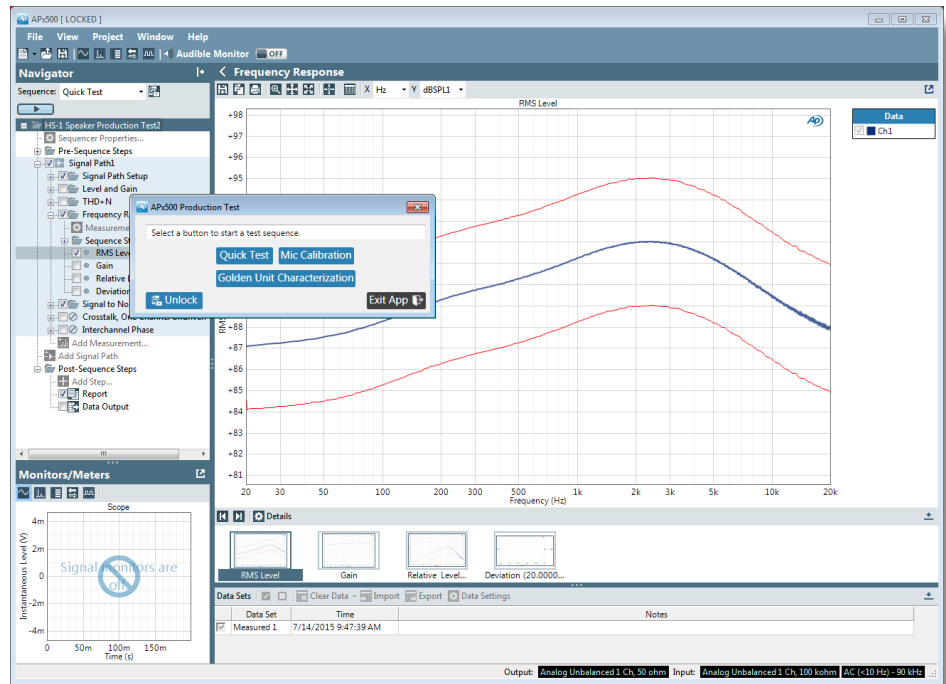 APx500 [ LOCKED ]
File View Project Window Help
Audible Monitor OFF
Navigator
Sequence: Quick Test
HS-1 Speaker Production Test2
Sequencer Properties...
Pre-Sequence Steps
Signal Path1
Signal Path Setup
Level and Gain
THD+N
Frequency R
Measureme
Sequence St
RMS Leve
Gain
Relative
Deviation
Signal to No
Crosstalk, One Channel Undriven
Interchannel Phase
Add Measurement...
Add Signal Path
Post-Sequence Steps
Add Step...
Report
Data Output
APx500 Production Test
Select a button to start a test sequence.
Quick Test Mic Calibration
Golden Unit Characterization
Unlock Exit App
Frequency Response
X Hz Y dBSPL1
RMS Level
+98
+97
+96
+95
+88
+87
+86
+85
+84
+83
+82
+81
RMS
20 30 50 100 200 300 500 1k 2k 3k 5k 10k 20k
Frequency (Hz)
AP
Data
Ch1
Monitors/Meters
Scope
Instantaneous Level (V)
4m
2m
0
-2m
-4m
Signal monitors are off
0 50m 100m 150m
Time (s)
Details
RMS Level Gain Relative Level... Deviation (20.0000...
Data Sets Clear Data Import Export Data Settings
Data Set Time Notes
Measured 1 7/14/2015 9:47:39 AM
Output: Analog Unbalanced 1 Ch, 50 ohm Input: Analog Unbalanced 1 Ch, 100 kohm AC (<10 Hz) - 90 kHz